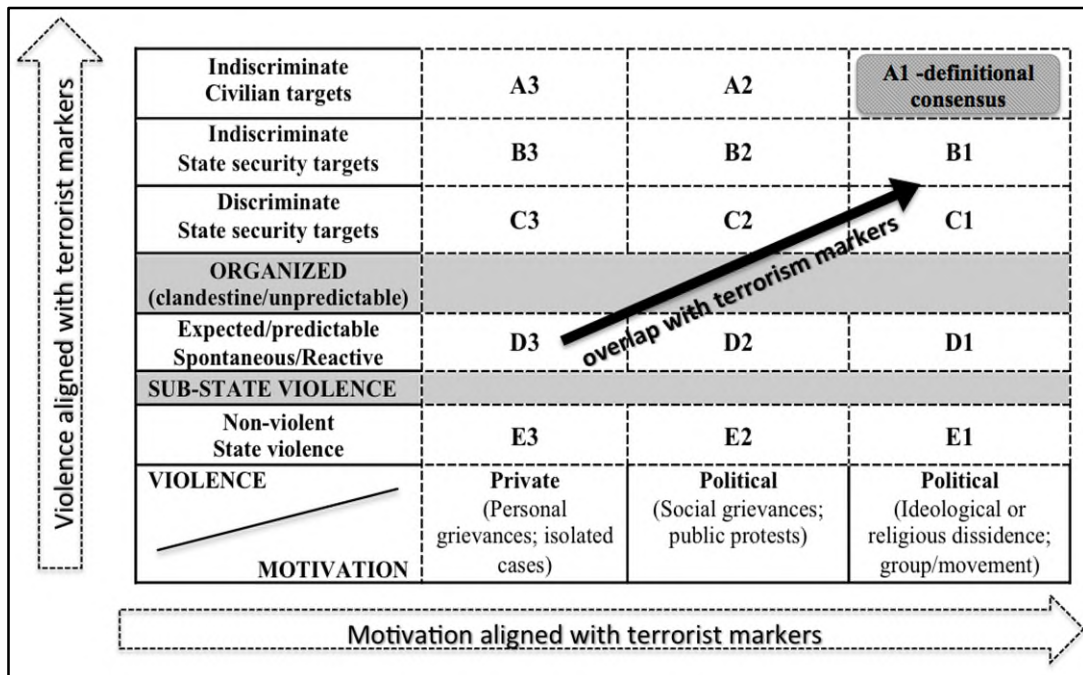 Violence aligned with terrorist markers
Indiscriminate
Civilian targets
A3
A2
A1 -definitional
consensus
Indiscriminate
State security targets
B3
B2
B1
Discriminate
State security targets
C3
C2
C1
ORGANIZED
(clandestine/unpredictable)
overlap with terrorism markers
Expected/predictable
Spontaneous/Reactive
D3
D2
D1
SUB-STATE VIOLENCE
Non-violent
State violence
E3
E2
E1
VIOLENCE
MOTIVATION
Private
(Personal
grievances; isolated
cases)
Political
(Social grievances;
public protests)
Political
(Ideological or
religious dissidence;
group/movement)
Motivation aligned with terrorist markers